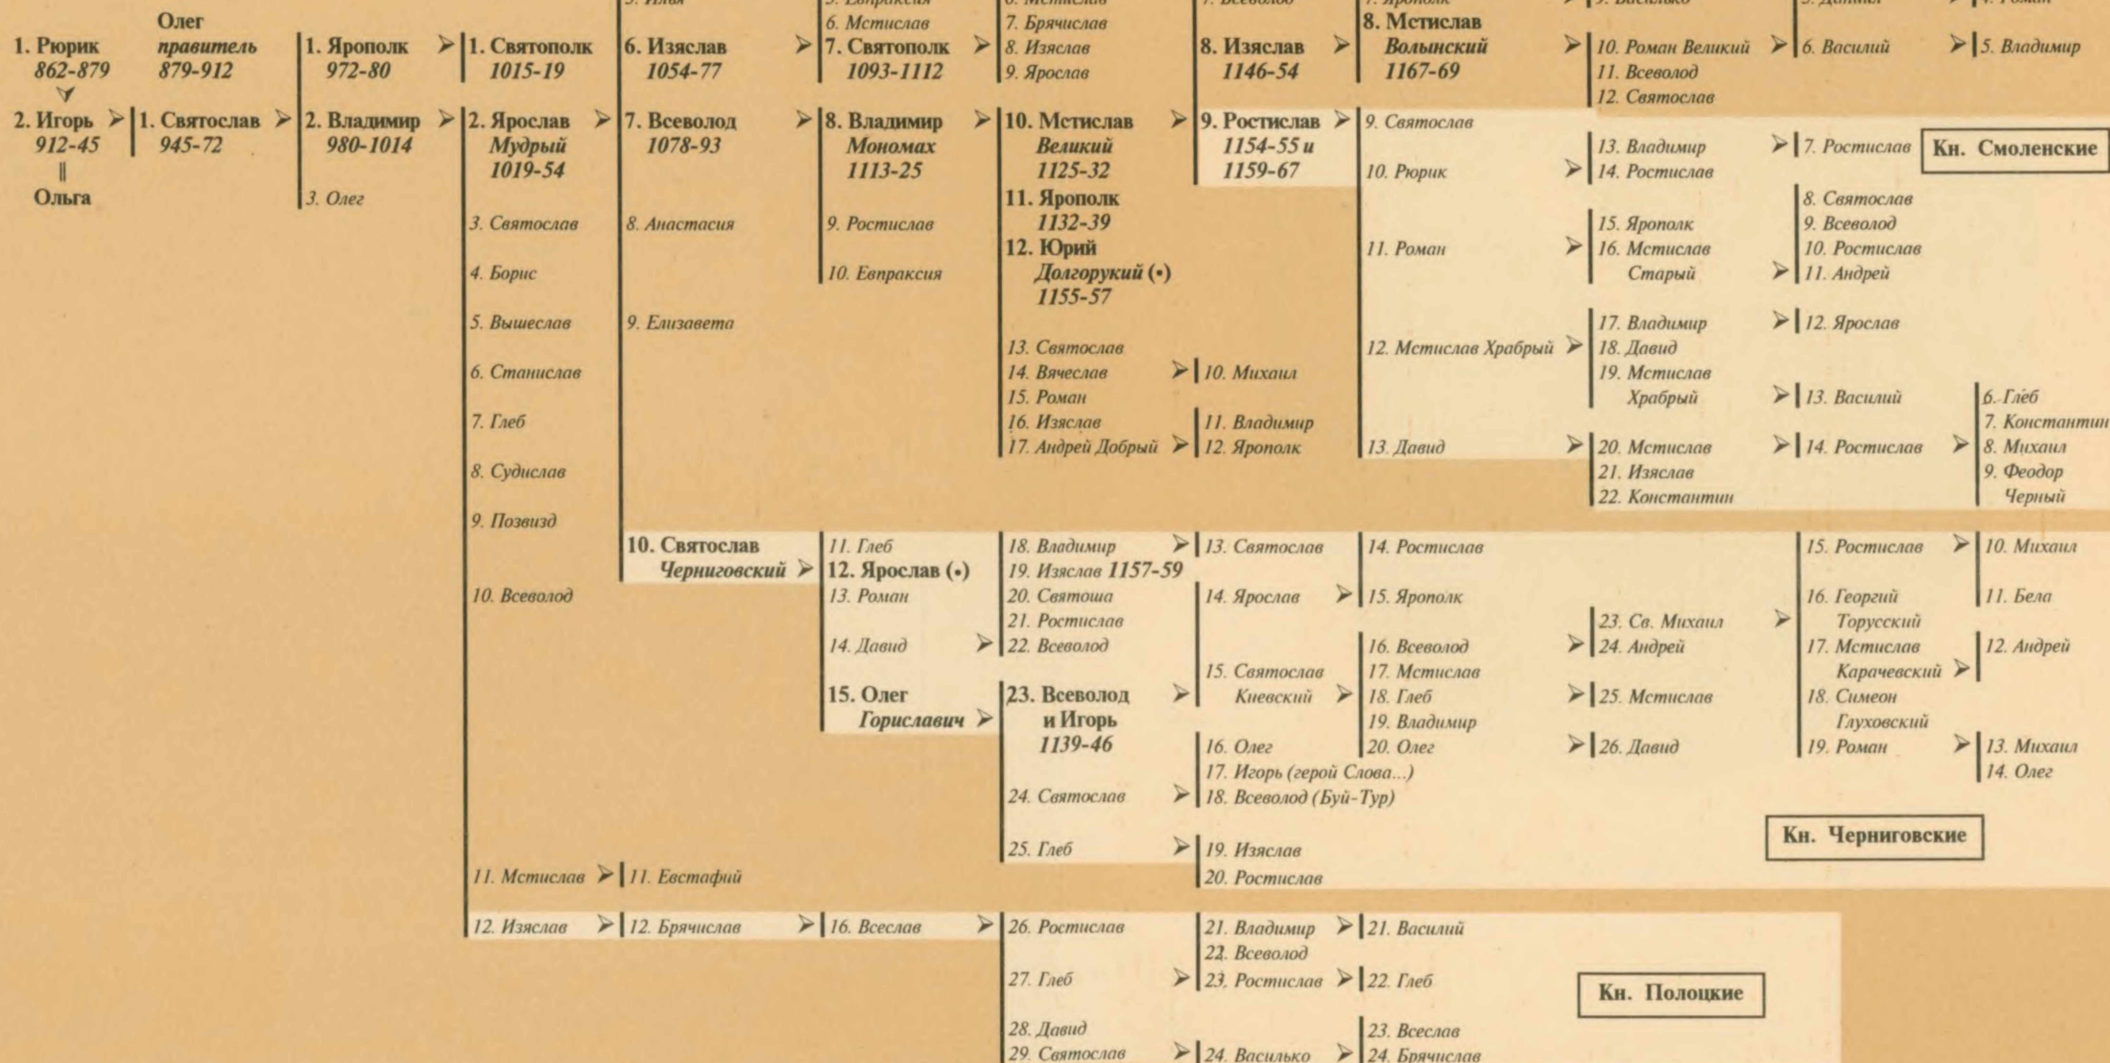 6. Мстислав
7. Брячислав
8. Мстислав
Волынский
1167-69
Олег
правитель
879-912
1. Рюрик
862-879
1. Ярополк
972-80
1. Святополк
1015-19
6. Изяслав
1054-77
7. Святополк
1093-1112
8. Изяслав
9. Ярослав
8. Изяслав
1146-54
10. Роман Великий
11. Всеволод
12. Святослав
6. Василий
5. Владимир
2. Игорь
912-45
||
Ольга
1. Святослав
945-72
2. Владимир
980-1014
3. Олег
2. Ярослав
Мудрый
1019-54
3. Святослав
4. Борис
5. Вышеслав
6. Станислав
7. Глеб
8. Судислав
9. Позвизд
10. Всеволод
11. Мстислав
12. Изяслав
7. Всеволод
1078-93
8. Анастасия
9. Елизавета
10. Святослав
Черниговский
11. Евстафий
12. Брячислав
8. Владимир
Мономах
1113-25
9. Ростислав
10. Евпраксия
11. Глеб
12. Ярослав (•)
13. Роман
14. Давид
15. Олег
Гориславич
16. Всеслав
10. Мстислав
Великий
1125-32
11. Ярополк
1132-39
12. Юрий
Долгорукий (•)
1155-57
13. Святослав
14. Вячеслав
15. Роман
16. Изяслав
17. Андрей Добрый
18. Владимир
19. Изяслав 1157-59
20. Святоша
21. Ростислав
22. Всеволод
23. Всеволод
и Игорь
1139-46
24. Святослав
25. Глеб
26. Ростислав
27. Глеб
28. Давид
29. Святослав
9. Ростислав
1154-55 и
1159-67
10. Михаил
11. Владимир
12. Ярополк
13. Святослав
14. Ярослав
15. Святослав
Киевский
16. Олег
17. Игорь (герой Слова...)
18. Всеволод (Буй-Тур)
19. Изяслав
20. Ростислав
21. Владимир
22. Всеволод
23. Ростислав
24. Василько
9. Святослав
10. Рюрик
11. Роман
12. Мстислав Храбрый
13. Давид
14. Ростислав
15. Ярополк
16. Всеволод
17. Мстислав
18. Глеб
19. Владимир
20. Олег
21. Василий
22. Глеб
23. Всеслав
24. Брячислав
13. Владимир
14. Ростислав
15. Ярополк
16. Мстислав
Старый
17. Владимир
18. Давид
19. Мстислав
Храбрый
20. Мстислав
21. Изяслав
22. Константин
23. Св. Михаил
24. Андрей
25. Мстислав
26. Давид
7. Ростислав
8. Святослав
9. Всеволод
10. Ростислав
11. Андрей
12. Ярослав
13. Василий
14. Ростислав
15. Ростислав
16. Георгий
Торусский
17. Мстислав
Карачевский
18. Симеон
Глуховский
19. Роман
Кн. Смоленские
6. Глеб
7. Константин
8. Михаил
9. Феодор
Черный
10. Михаил
11. Бела
12. Андрей
13. Михаил
14. Олег
Кн. Черниговские
Кн. Полоцкие